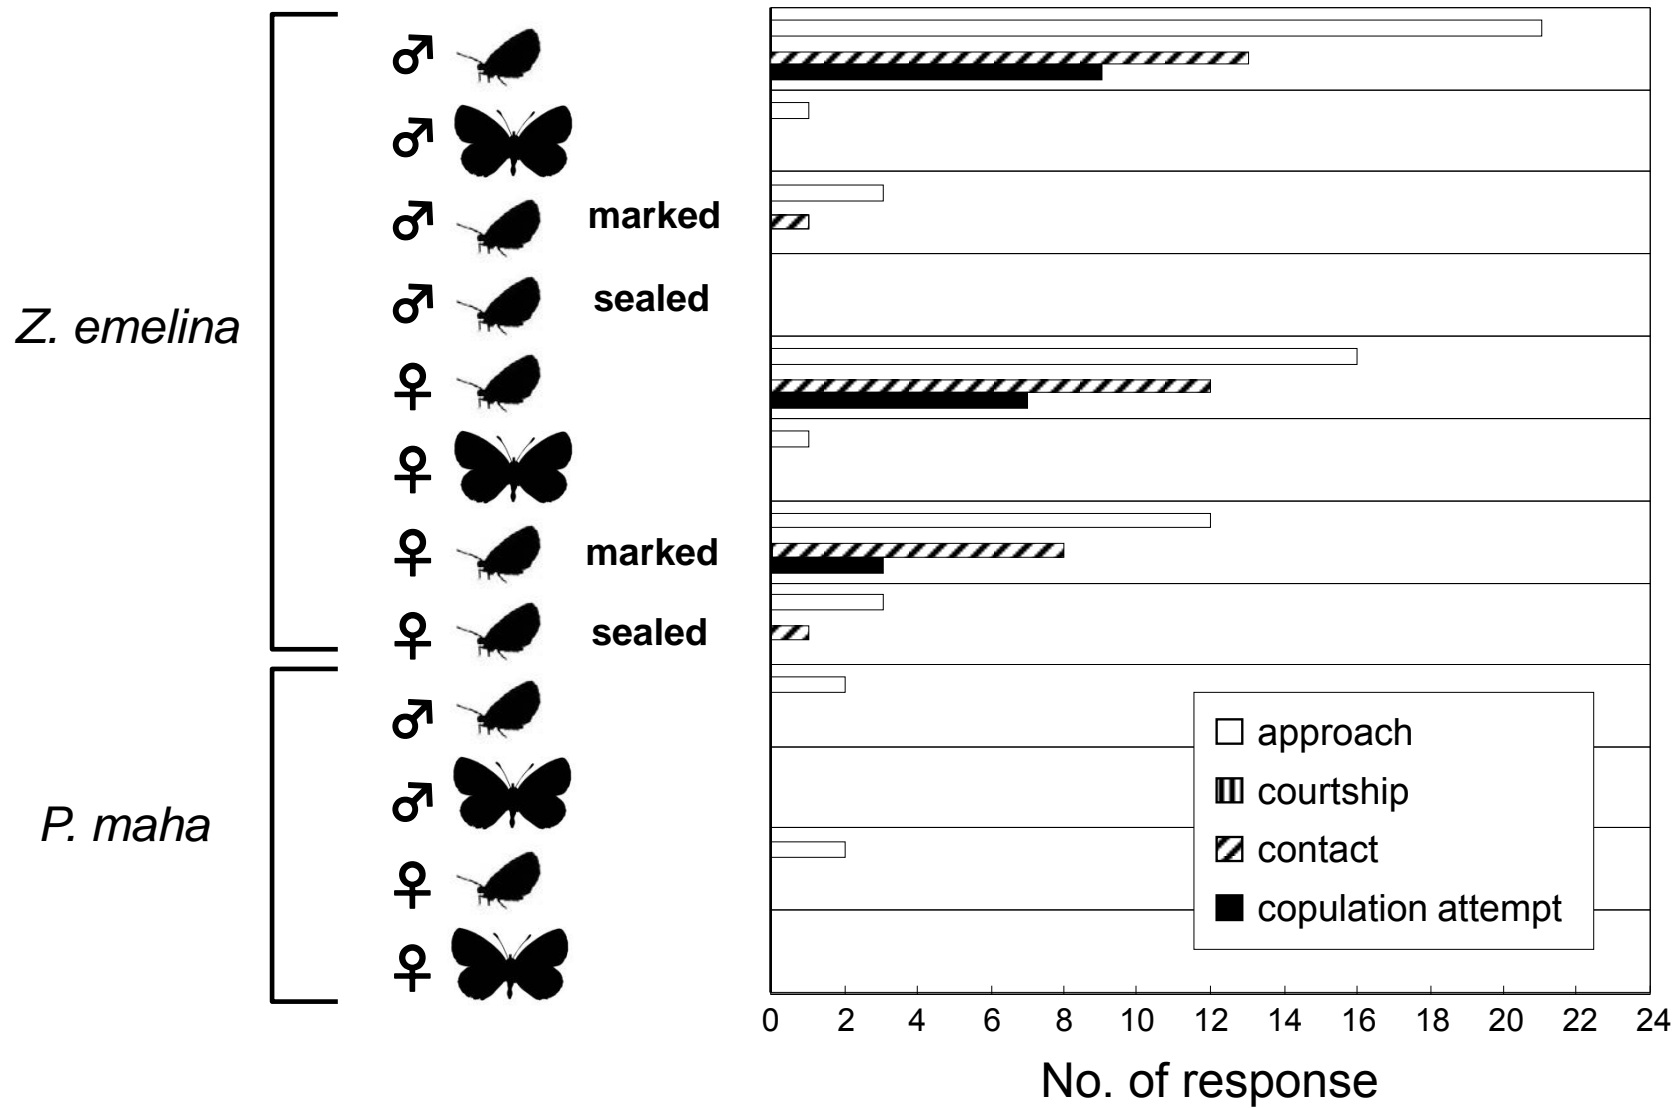 ♂
♂
♂ marked
♂ sealed
Z. emelina
♀
♀
♀ marked
♀ sealed
♂
♂
P. maha
♀
♀
approach
courtship
contact
copulation attempt
0 2 4 6 8 10 12 14 16 18 20 22 24
No. of response